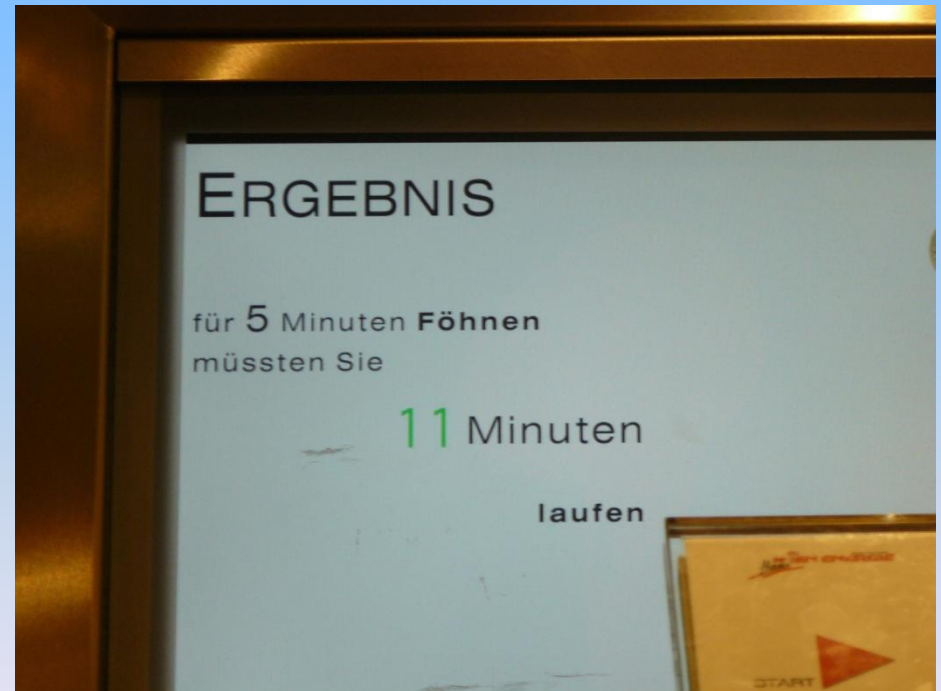 ERGEBNIS
für 5 Minuten Föhnen
müssten Sie
11 Minuten
laufen
START